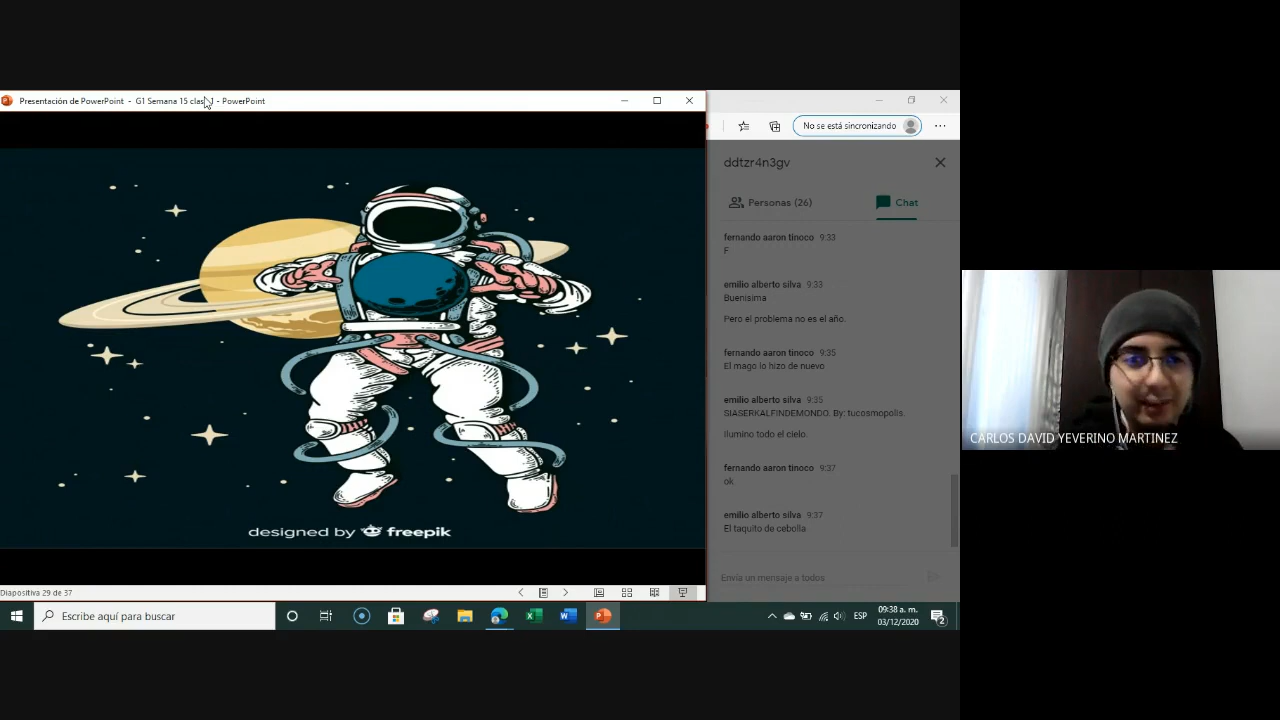 Presentación de PowerPoint - G1 Semana 15 clase 1 - PowerPoint
No se está sincronizando
ddtzr4n3gv
Personas (26)
Chat
fernando aaron tinoco 9:33
F
emilio alberto silva 9:33
Buenisima
Pero el problema no es el año.
fernando aaron tinoco 9:35
El mago lo hizo de nuevo
emilio alberto silva 9:35
SIASERKALFINDEMONDO. By: tucosmopolis.
Ilumino todo el cielo.
fernando aaron tinoco 9:37
ok
emilio alberto silva 9:37
El taquito de cebolla
Envía un mensaje a todos
designed by freepik
CARLOS DAVID YEVERINO MARTINEZ
Diapositiva 29 de 37
Escribe aquí para buscar
ESP
09:38 a. m.
03/12/2020
2